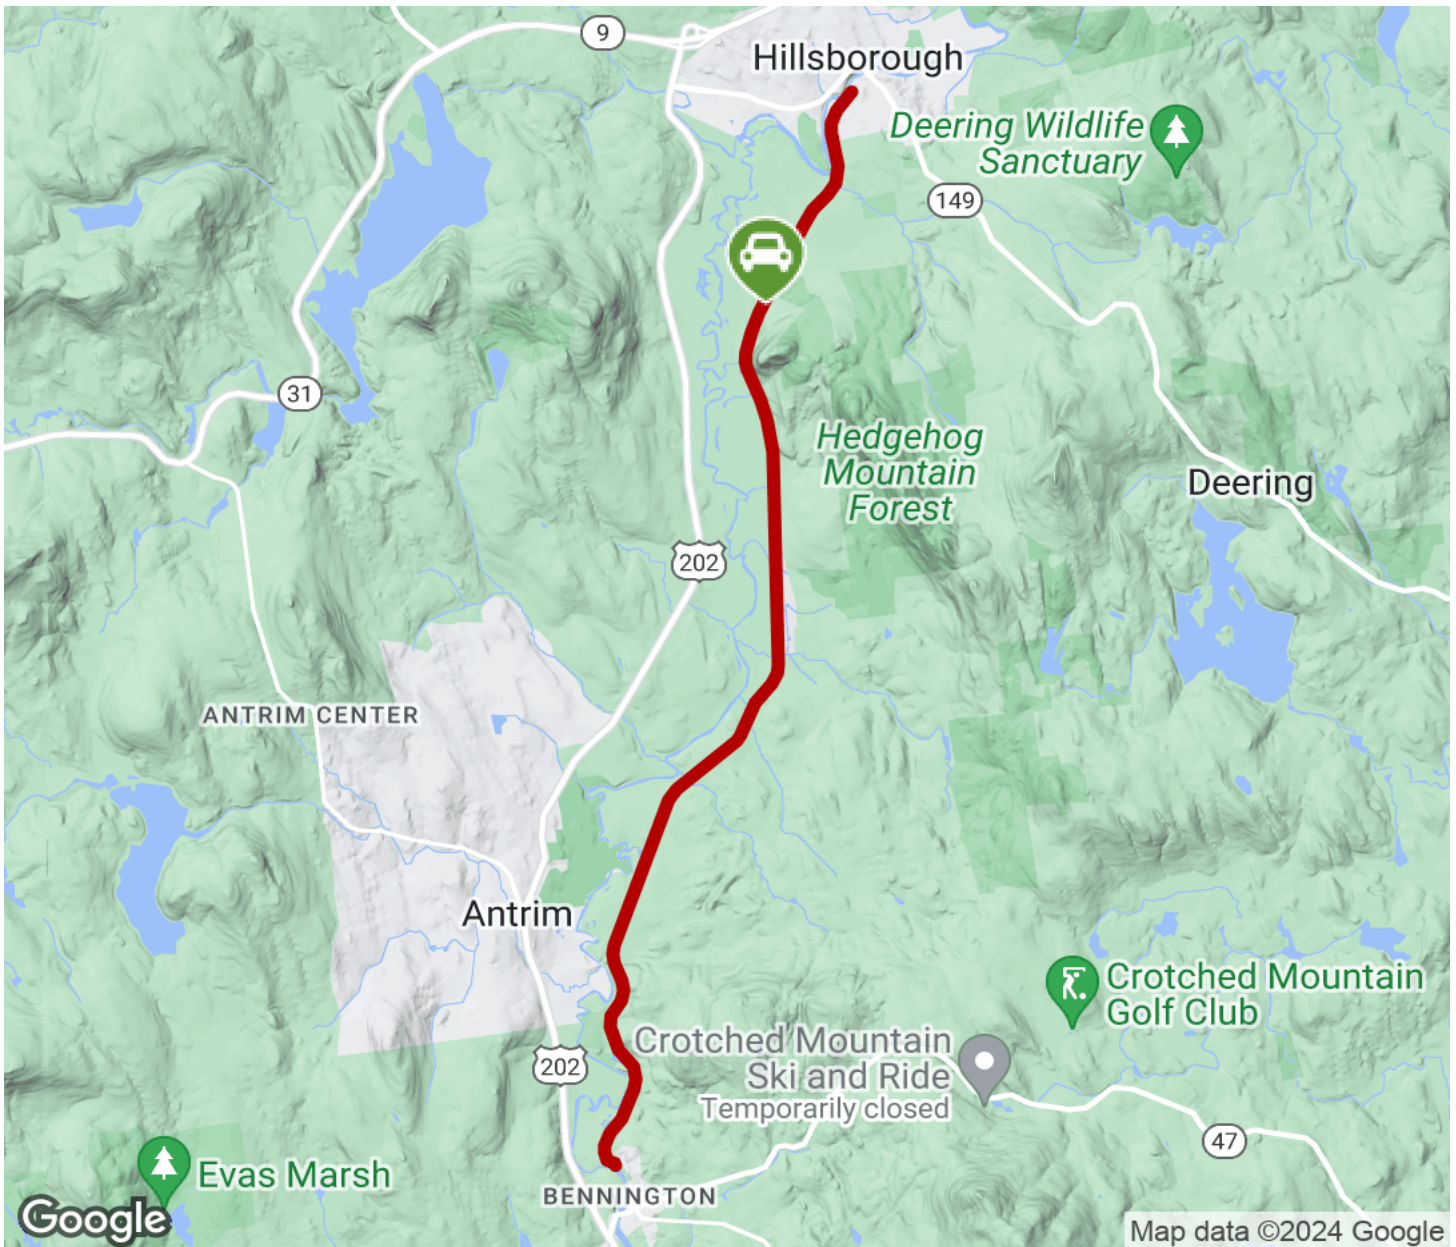 9
Hillsborough
Deering Wildlife
Sanctuary
149
31
Hedgehog
Mountain
Forest
Deering
202
ANTRIM CENTER
Antrim
Crotched Mountain
Golf Club
Crotched Mountain
Ski and Ride
Temporarily closed
202
47
Evas Marsh
BENNINGTON
Google
Map data ©2024 Google